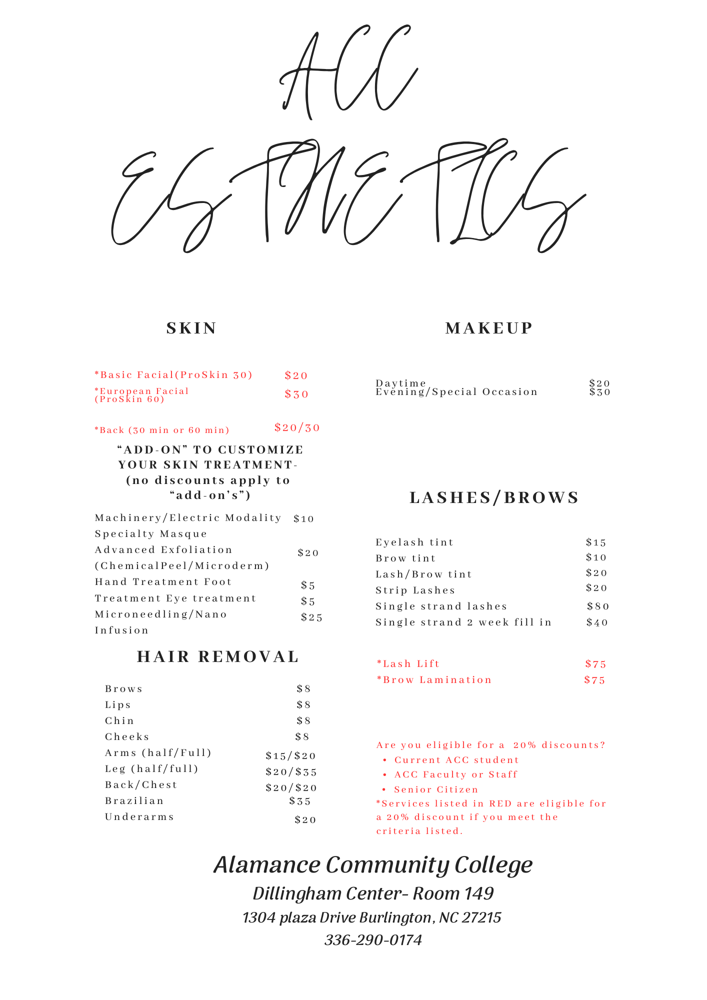 ACC
ESTHETICS
SKIN
*Basic Facial(ProSkin 30) $20
*European Facial
(ProSkin 60) $30
*Back (30 min or 60 min) $20/30
“ADD-ON” TO CUSTOMIZE
YOUR SKIN TREATMENT-
(no discounts apply to
“add-on’s”)
Machinery/Electric Modality $10
Specialty Masque
Advanced Exfoliation $20
(ChemicalPeel/Microderm)
Hand Treatment Foot $5
Treatment Eye treatment $5
Microneedling/Nano $25
Infusion
HAIR REMOVAL
Brows $8
Lips $8
Chin $8
Cheeks $8
Arms (half/Full) $15/$20
Leg (half/full) $20/$35
Back/Chest $20/$20
Brazilian $35
Underarms $20
MAKEUP
Daytime $20
Evening/Special Occasion $30
LASHES/BROWS
Eyelash tint $15
Brow tint $10
Lash/Brow tint $20
Strip Lashes $20
Single strand lashes $80
Single strand 2 week fill in $40
*Lash Lift $75
*Brow Lamination $75
Are you eligible for a 20% discounts?
• Current ACC student
• ACC Faculty or Staff
• Senior Citizen
*Services listed in RED are eligible for
a 20% discount if you meet the
criteria listed.
Alamance Community College
Dillingham Center- Room 149
1304 plaza Drive Burlington, NC 27215
336-290-0174